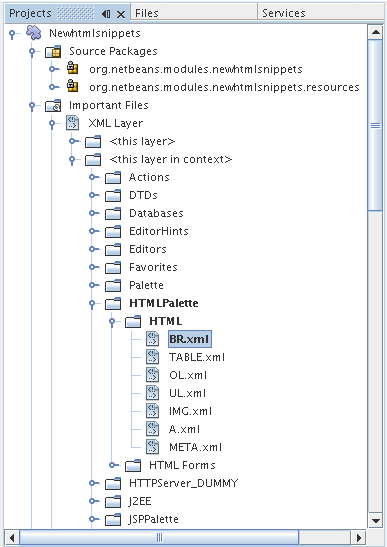 Projects Files Services
Newhtmlsnippets
Source Packages
org.netbeans.modules.newhtmlsnippets
org.netbeans.modules.newhtmlsnippets.resources
Important Files
XML Layer
<this layer>
<this layer in context>
Actions
DTDs
Databases
EditorHints
Editors
Favorites
Palette
HTMLPalette
HTML
BR.xml
TABLE.xml
OL.xml
UL.xml
IMG.xml
A.xml
META.xml
HTML Forms
HTTPServer_DUMMY
J2EE
JSPPalette